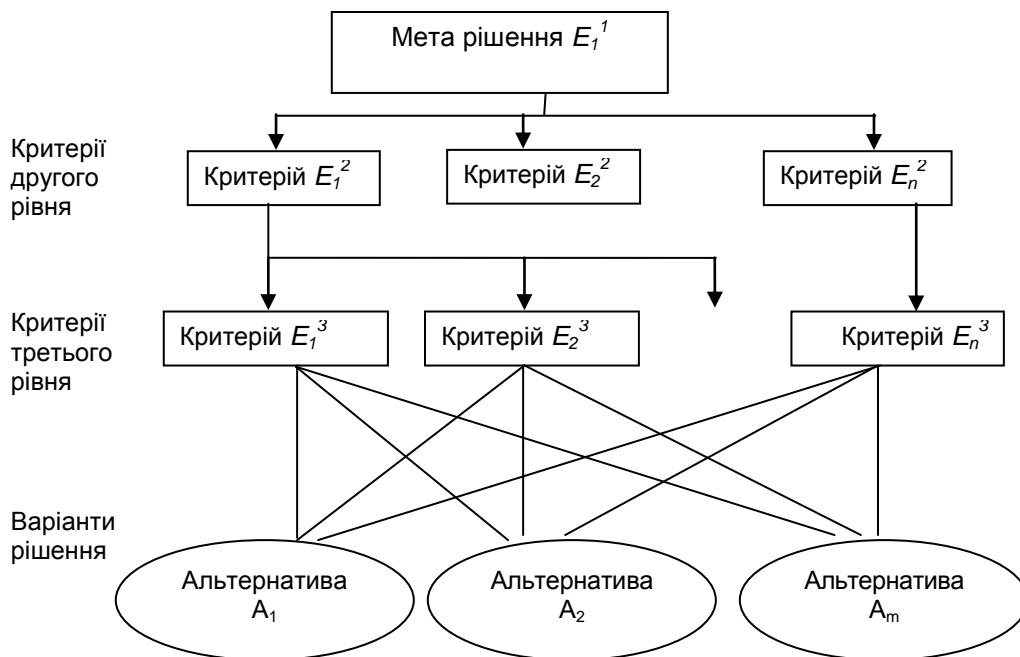 Мета рішення E₁¹
Критерії
другого
рівня
Критерій E₁²
Критерій E₂²
Критерій Eₙ²
Критерії
третього
рівня
Критерій E₁³
Критерій E₂³
Критерій Eₙ³
Варіанти
рішення
Альтернатива
A₁
Альтернатива
A₂
Альтернатива
Aₘ